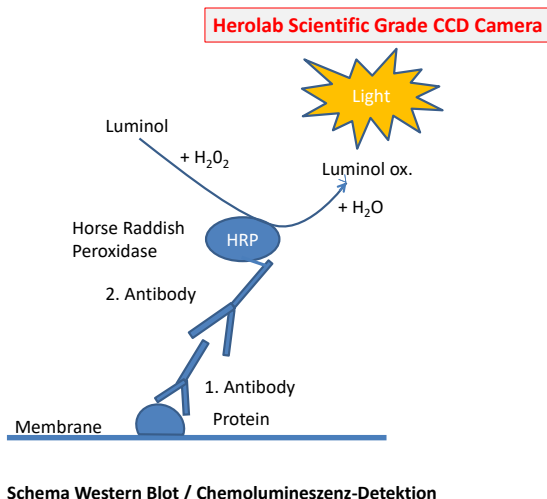 Herolab Scientific Grade CCD Camera
Light
Luminol
+ H₂0₂
Luminol ox.
+ H₂O
Horse Raddish
Peroxidase
HRP
2. Antibody
1. Antibody
Protein
Membrane
Schema Western Blot / Chemolumineszenz-Detektion